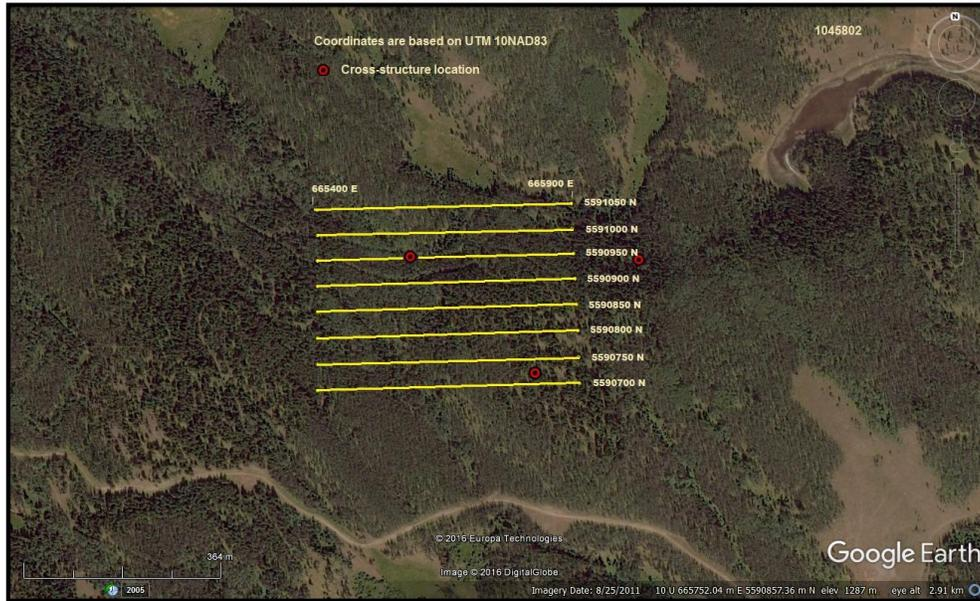 Coordinates are based on UTM 10NAD83
1045802
N
Cross-structure location
665400 E
665900 E
5591050 N
5591000 N
5590950 N
5590900 N
5590850 N
5590800 N
5590750 N
5590700 N
© 2016 Europa Technologies
364 m
Image © 2016 DigitalGlobe
Google Earth
2005
Imagery Date: 8/25/2011 10 U 665752.04 m E 5590857.36 m N elev 1287 m eye alt 2.91 km